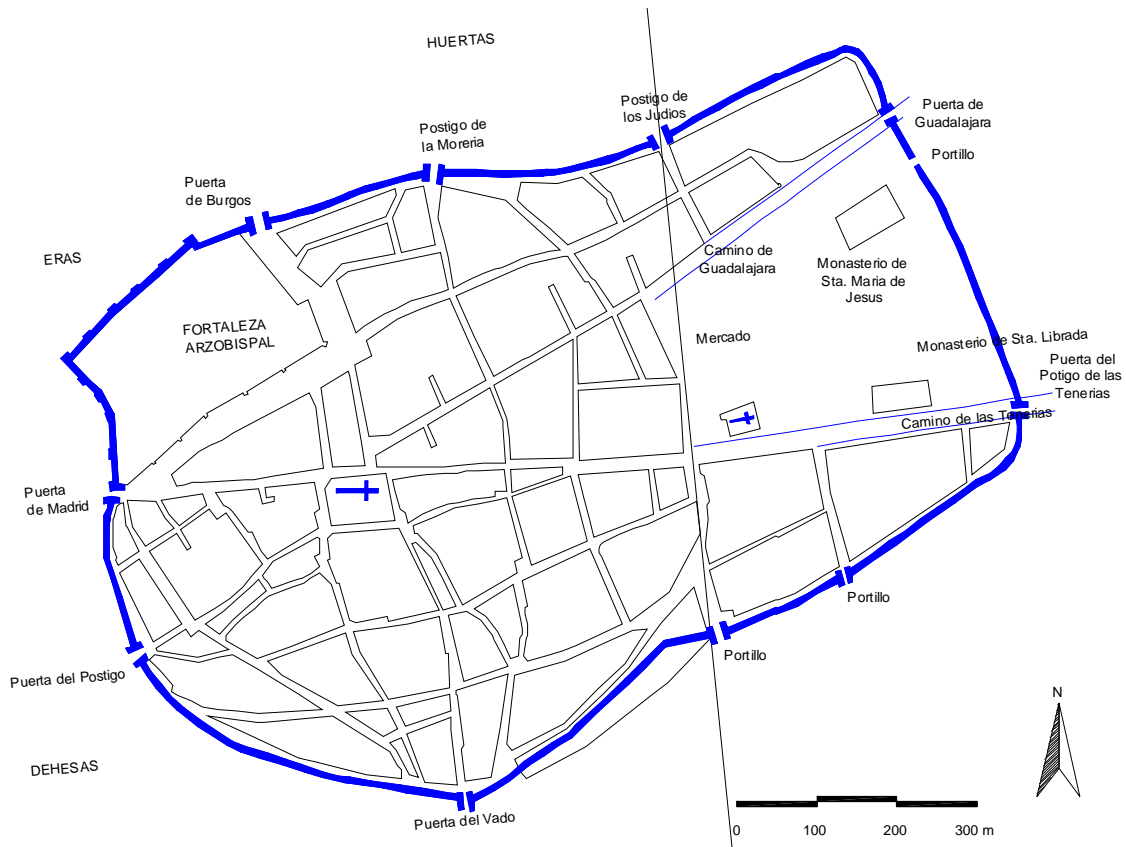 HUERTAS
Postigo de
los Judios
Puerta de
Guadalajara
Postigo de
la Moreria
Portillo
Puerta
de Burgos
ERAS
Camino de
Guadalajara
Monasterio de
Sta. Maria de
Jesus
FORTALEZA
ARZOBISPAL
Mercado
Monasterio de Sta. Librada
Puerta del
Potigo de las
Tenerias
Camino de las Tenerias
Puerta
de Madrid
Portillo
Portillo
Puerta del Postigo
N
DEHESAS
Puerta del Vado
0 100 200 300 m